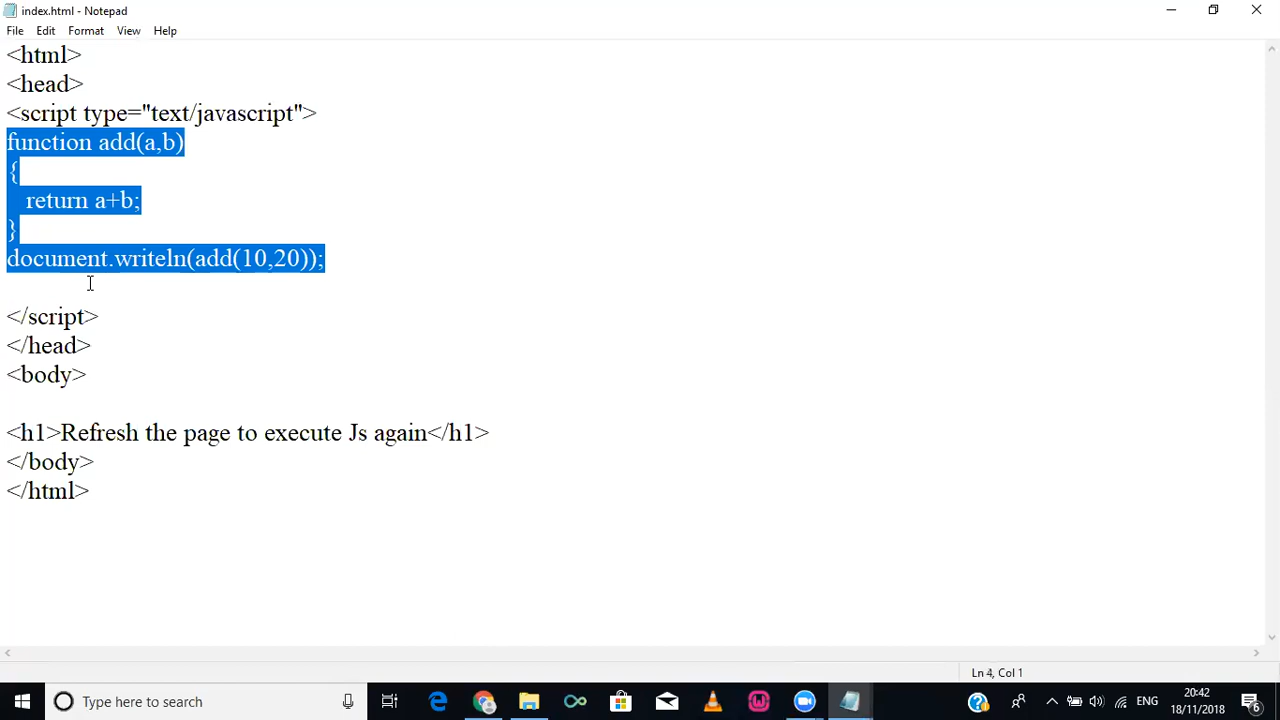 index.html - Notepad
File Edit Format View Help
<html>
<head>
<script type="text/javascript">
function add(a,b)
{
return a+b;
}
document.writeln(add(10,20));
</script>
</head>
<body>
<h1>Refresh the page to execute Js again</h1>
</body>
</html>
Ln 4, Col 1
Type here to search
ENG
20:42
18/11/2018
6